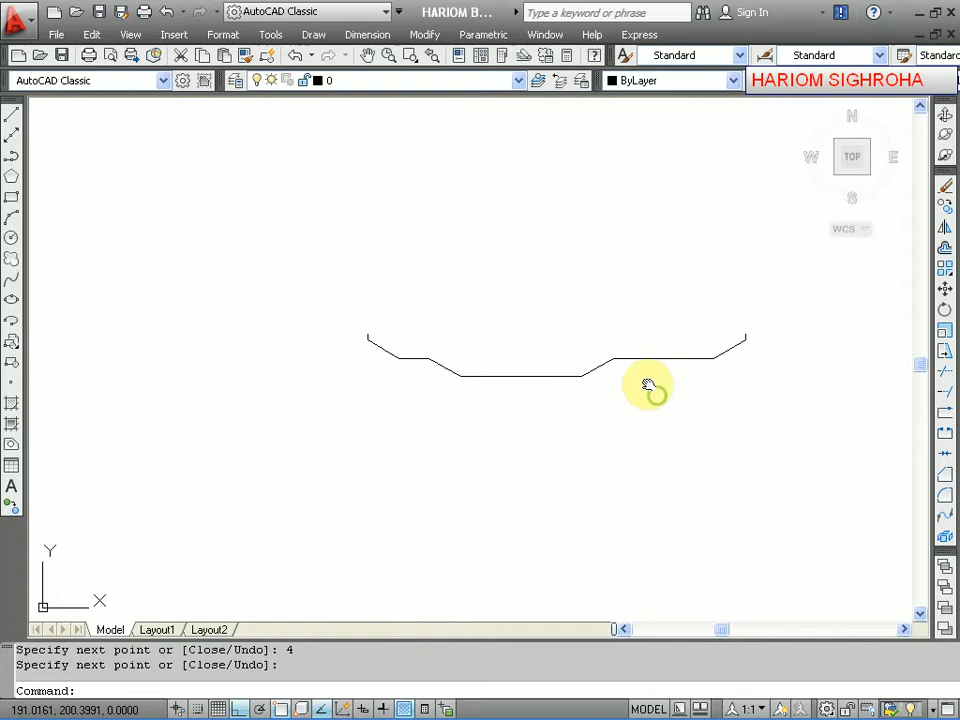 AutoCAD Classic
HARIOM B...
Type a keyword or phrase
Sign In
File Edit View Insert Format Tools Draw Dimension Modify Parametric Window Help Express
Standard Standard Standard
AutoCAD Classic 0 ByLayer HARIOM SIGHROHA
N
W TOP E
S
WCS
Y
X
Model Layout1 Layout2
Specify next point or [Close/Undo]: 4
Specify next point or [Close/Undo]:
Command:
191.0161, 200.3991, 0.0000 MODEL 1:1